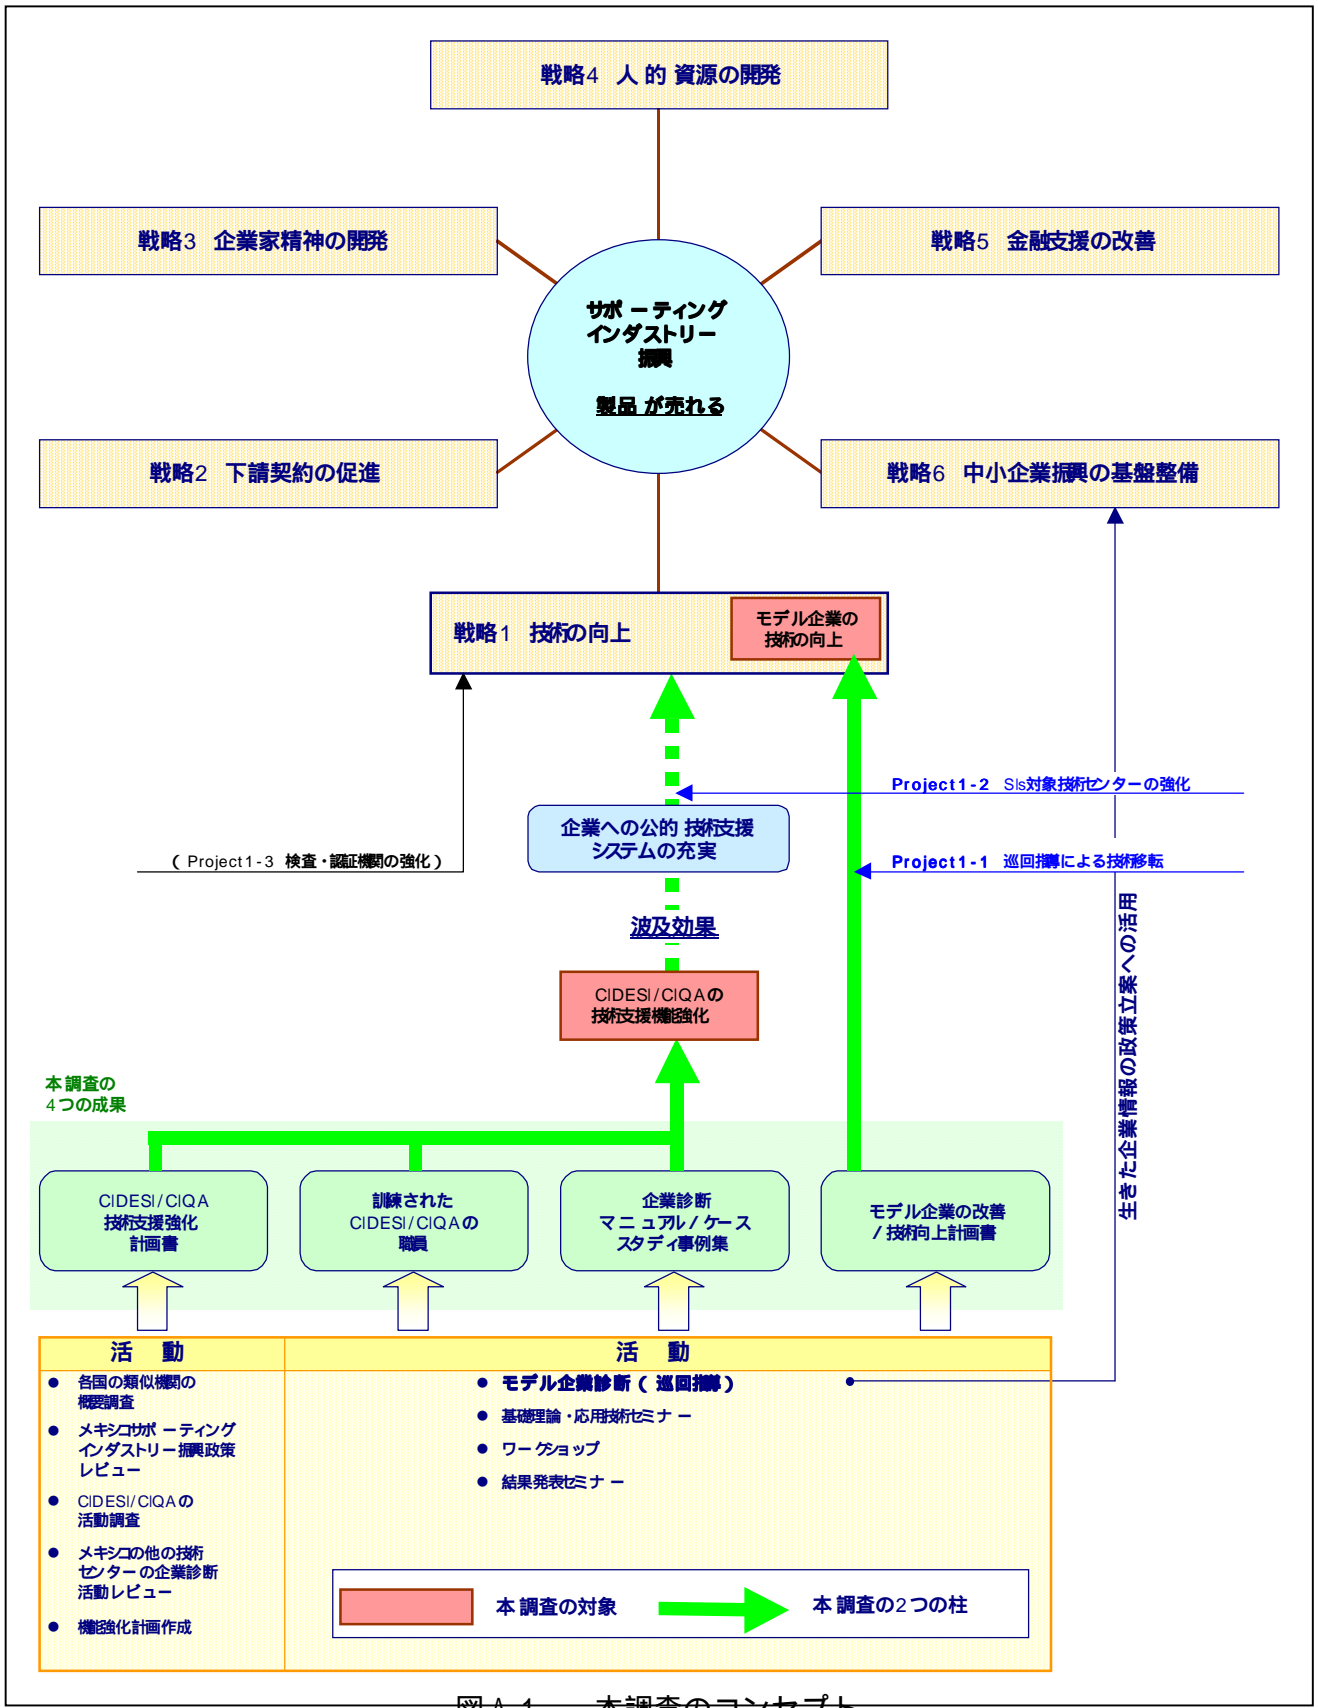 戦略4 人的資源の開発
戦略3 企業家精神の開発
戦略5 金融支援の改善
サポーティング
インダストリー
振興
製品が売れる
戦略2 下請契約の促進
戦略6 中小企業振興の基盤整備
戦略1 技術の向上
モデル企業の
技術の向上
Project1-2 SIs対象技術センターの強化
企業への公的技術支援
システムの充実
(Project1-3 検査・認証機関の強化)
Project1-1 巡回指導による技術移転
波及効果
生きた企業情報の政策立案への活用
CIDESI/CIQAの
技術支援機能強化
本調査の
4つの成果
CIDESI/CIQA
技術支援強化
計画書
訓練された
CIDESI/CIQAの
職員
企業診断
マニュアル/ケース
スタディ事例集
モデル企業の改善
/技術向上計画書
活 動
● 各国の類似機関の
概要調査
● メキシコサポーティング
インダストリー振興政策
レビュー
● CIDESI/CIQAの
活動調査
● メキシコの他の技術
センターの企業診断
活動レビュー
● 機能強化計画作成
活 動
● モデル企業診断(巡回指導)
● 基礎理論・応用技術セミナー
● ワークショップ
● 結果発表セミナー
本調査の対象
本調査の2つの柱
図 A-1 本調査のコンセプト